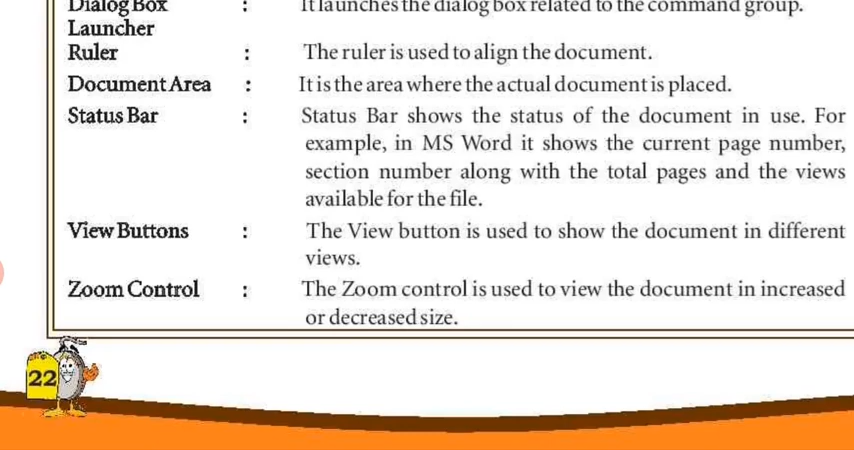 Dialog Box : It launches the dialog box related to the command group.
Launcher
Ruler : The ruler is used to align the document.
Document Area : It is the area where the actual document is placed.
Status Bar : Status Bar shows the status of the document in use. For
example, in MS Word it shows the current page number,
section number along with the total pages and the views
available for the file.
View Buttons : The View button is used to show the document in different
views.
Zoom Control : The Zoom control is used to view the document in increased
or decreased size.
22